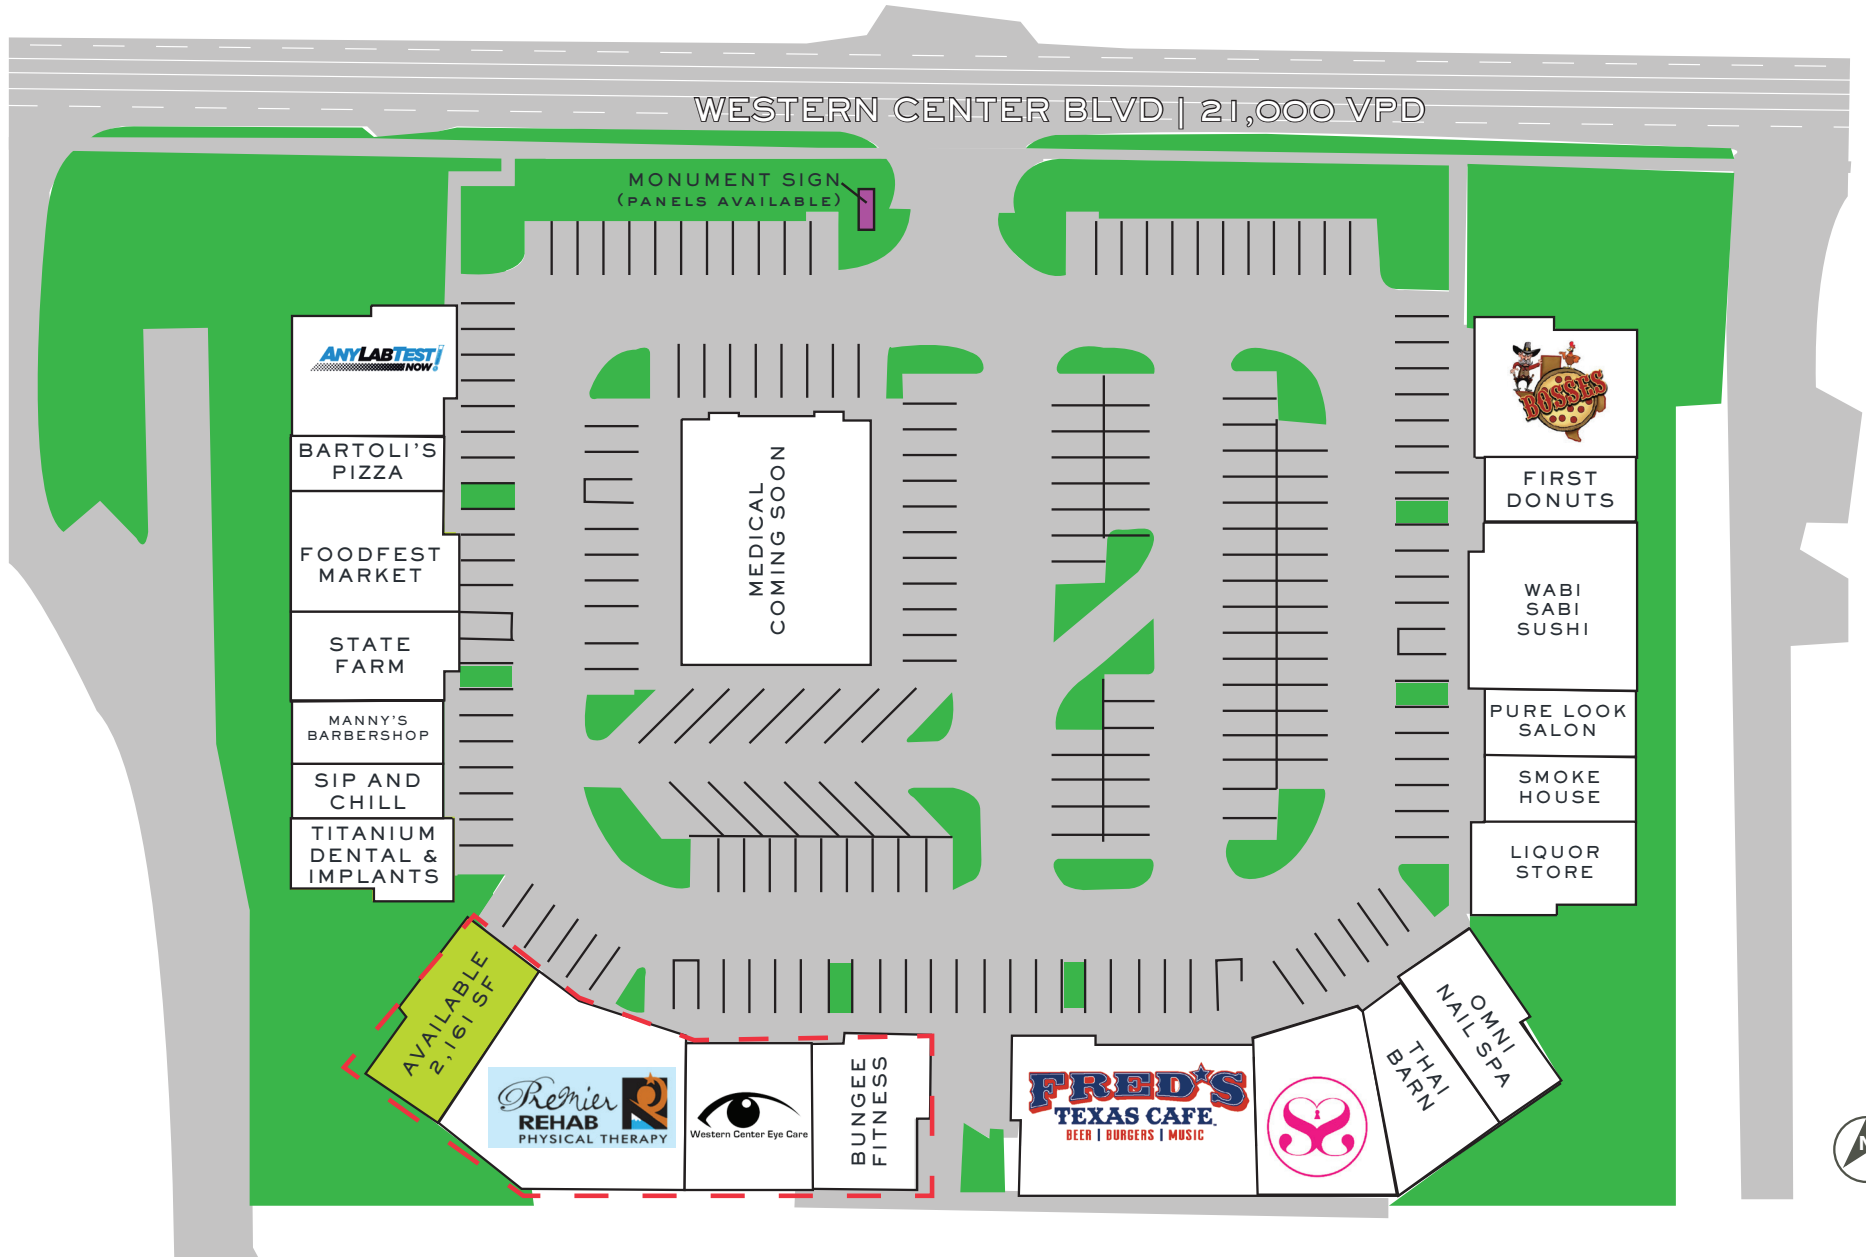 WESTERN CENTER BLVD | 21,000 VPD
MONUMENT SIGN
(PANELS AVAILABLE)
ANYLABTEST!
NOW
BARTOLI'S
PIZZA
FOODFEST
MARKET
STATE
FARM
MANNY'S
BARBERSHOP
SIP AND
CHILL
TITANIUM
DENTAL &
IMPLANTS
MEDICAL
COMING SOON
BOSSES
FIRST
DONUTS
WABI
SABI
SUSHI
PURE LOOK
SALON
SMOKE
HOUSE
LIQUOR
STORE
AVAILABLE
2,161 SF
Premier
REHAB
PHYSICAL THERAPY
Western Center Eye Care
BUNGEE
FITNESS
FRED'S
TEXAS CAFE.
BEER | BURGERS | MUSIC
THAI
BARN
OMNI
NAIL SPA
N